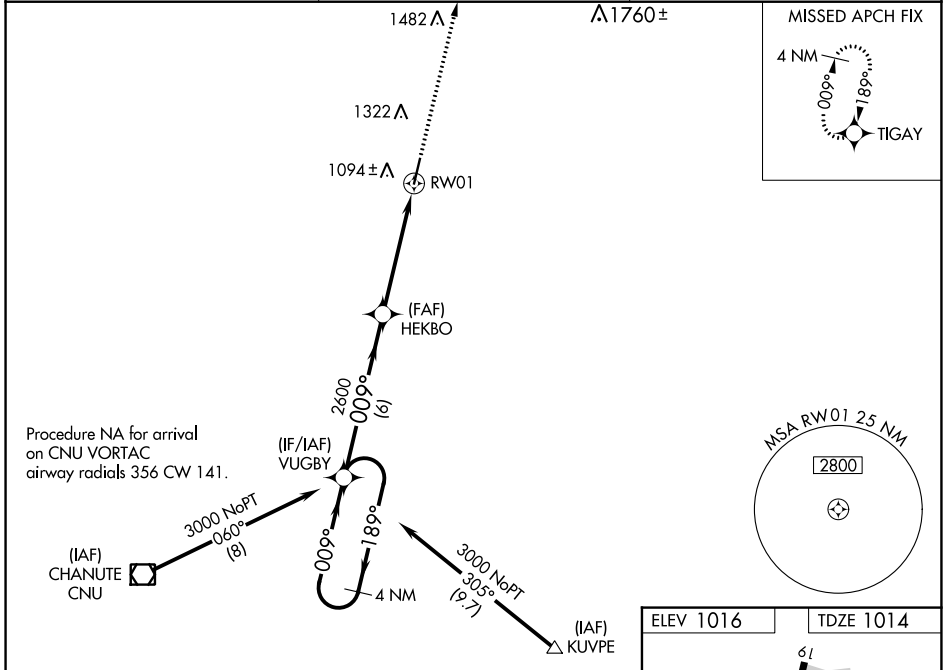 1482
1760±
MISSED APCH FIX
4 NM
009°
189°
TIGAY
1322
1094±
RW01
(FAF)
HEKBO
2600
009°
(6)
Procedure NA for arrival
on CNU VORTAC
airway radials 356 CW 141.
(IF/IAF)
VUGBY
MSA RW01 25 NM
2800
3000 NoPT
060°
(8)
009°
189°
4 NM
3000 NoPT
305°
(9.7)
(IAF)
CHANUTE
CNU
(IAF)
KUVPE
ELEV 1016
TDZE 1014
19